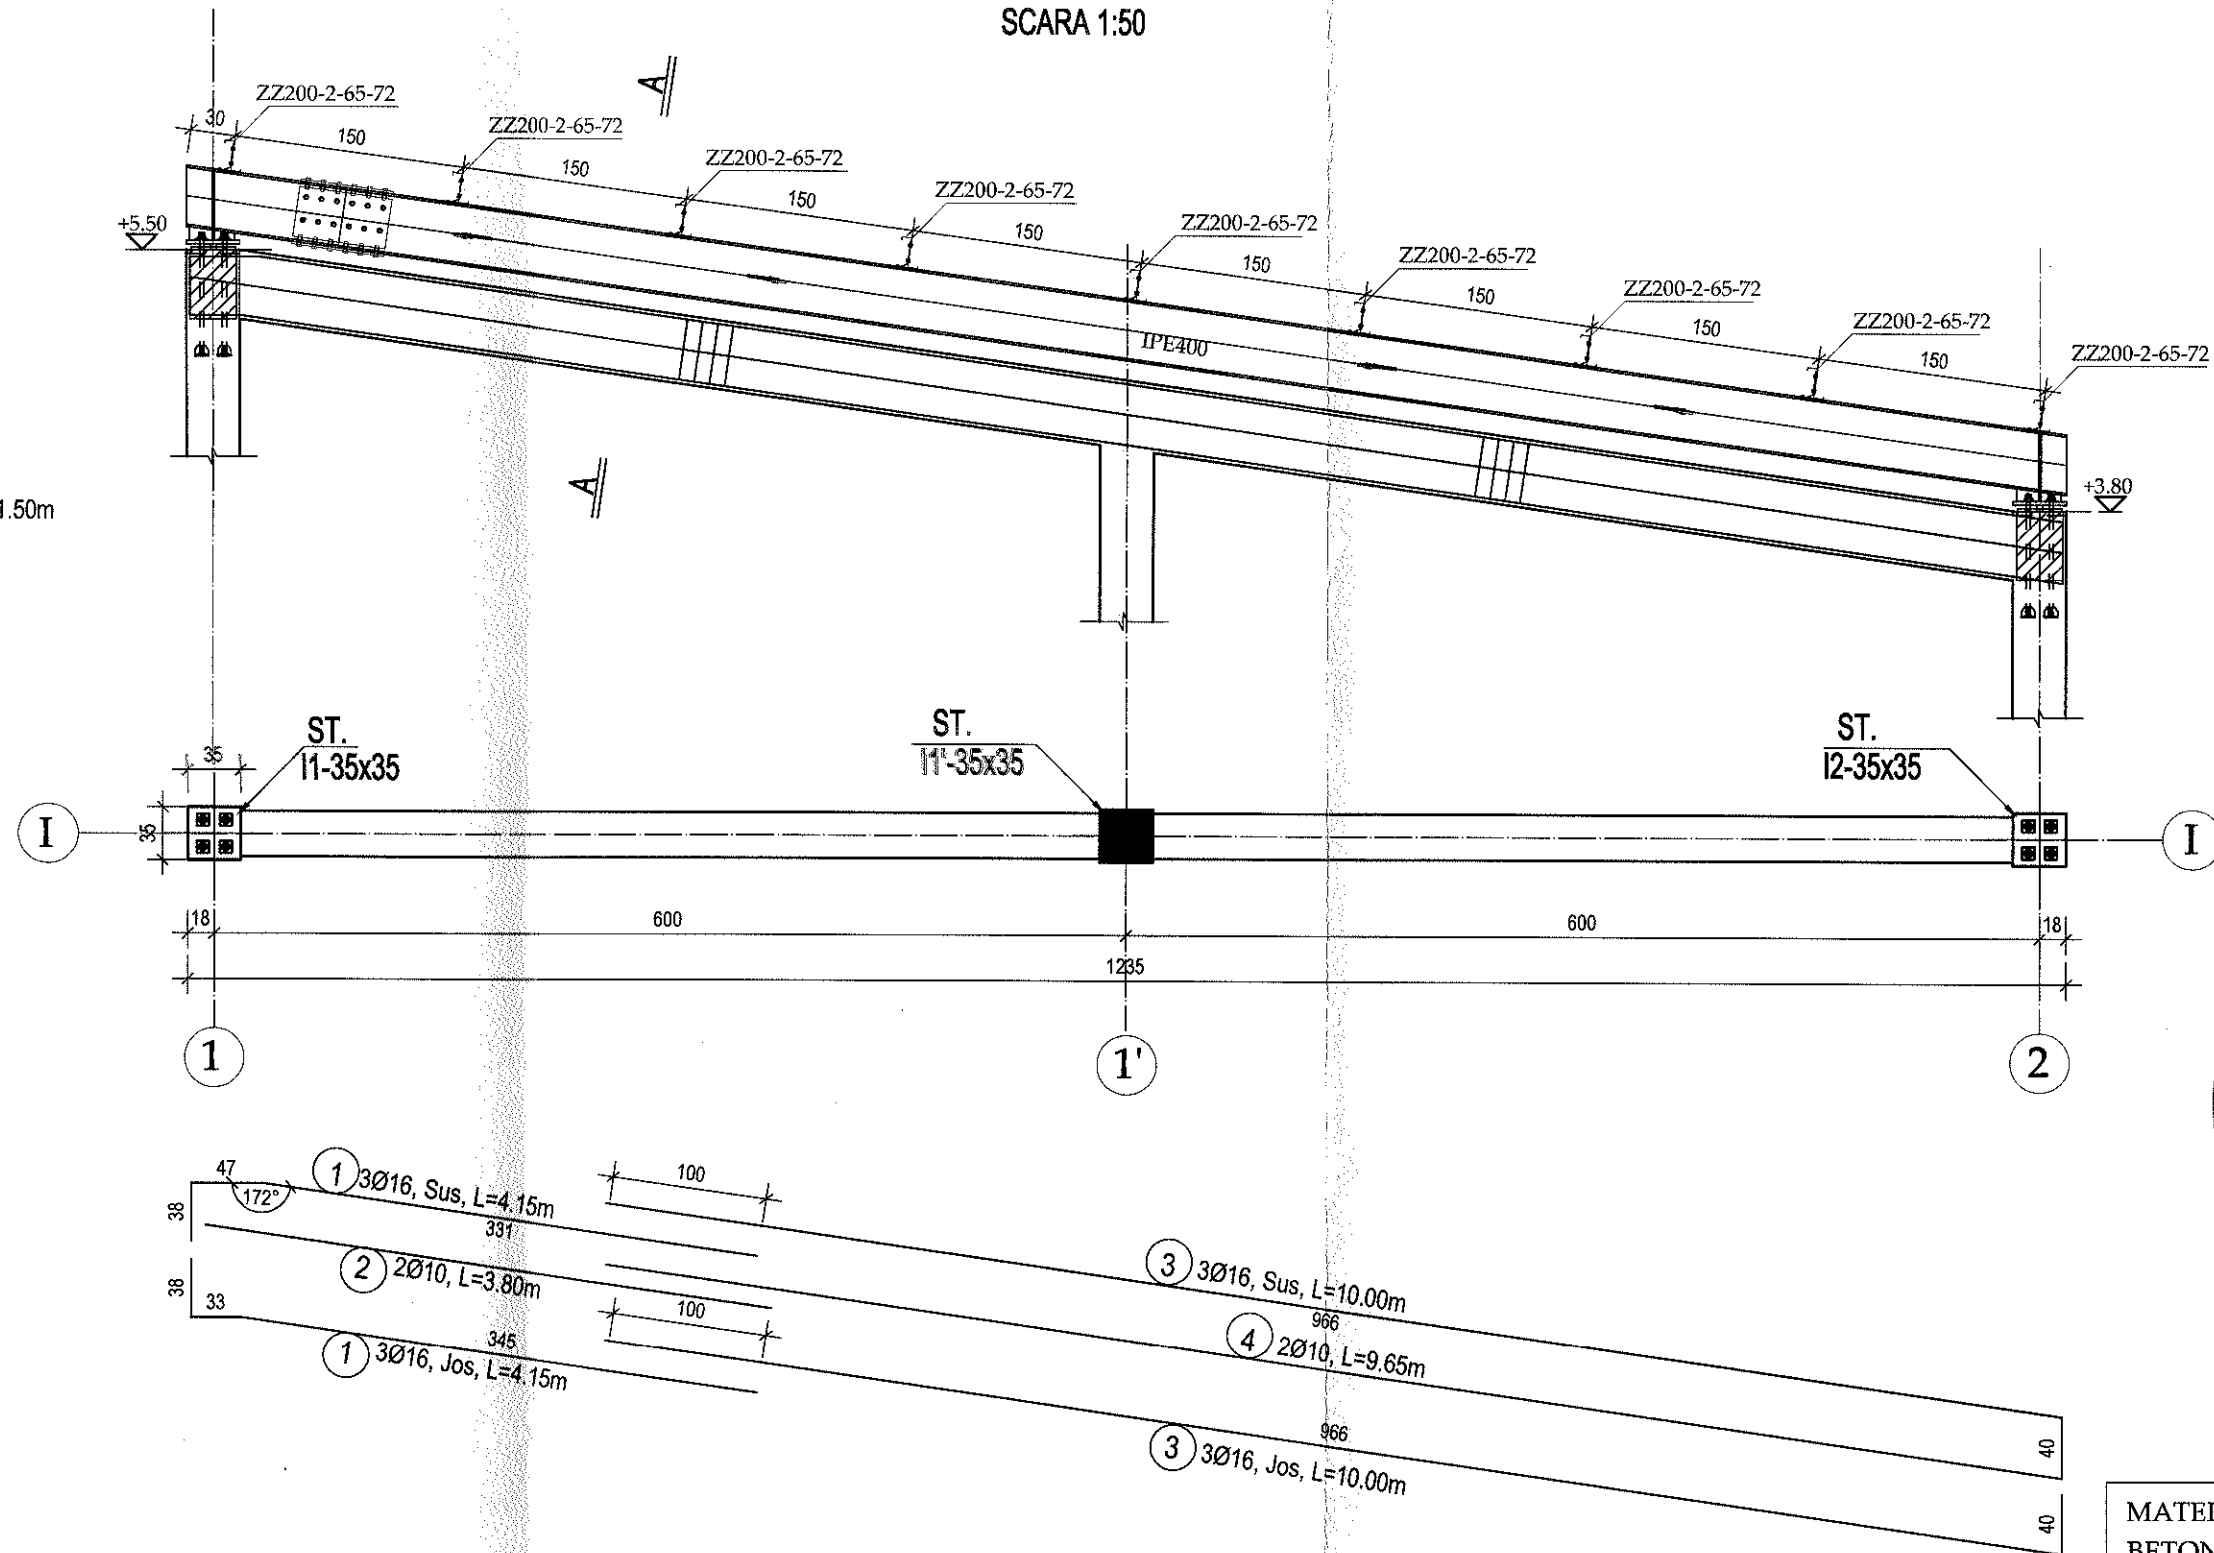 SCARA 1:50
A
ZZ200-2-65-72
30
150
ZZ200-2-65-72
150
ZZ200-2-65-72
150
ZZ200-2-65-72
150
ZZ200-2-65-72
150
ZZ200-2-65-72
150
ZZ200-2-65-72
150
ZZ200-2-65-72
150
ZZ200-2-65-72
+5.50
IPE400
A
+3.80
1.50m
ST.
I1-35x35
35
ST.
I1'-35x35
ST.
I2-35x35
I
35
I
18
600
600
18
1235
1
1'
2
47
172°
38
1 3Ø16, Sus, L=4.15m
331
100
2 2Ø10, L=3.80m
38
33
345
1 3Ø16, Jos, L=4.15m
100
3 3Ø16, Sus, L=10.00m
966
4 2Ø10, L=9.65m
966
3 3Ø16, Jos, L=10.00m
40
40